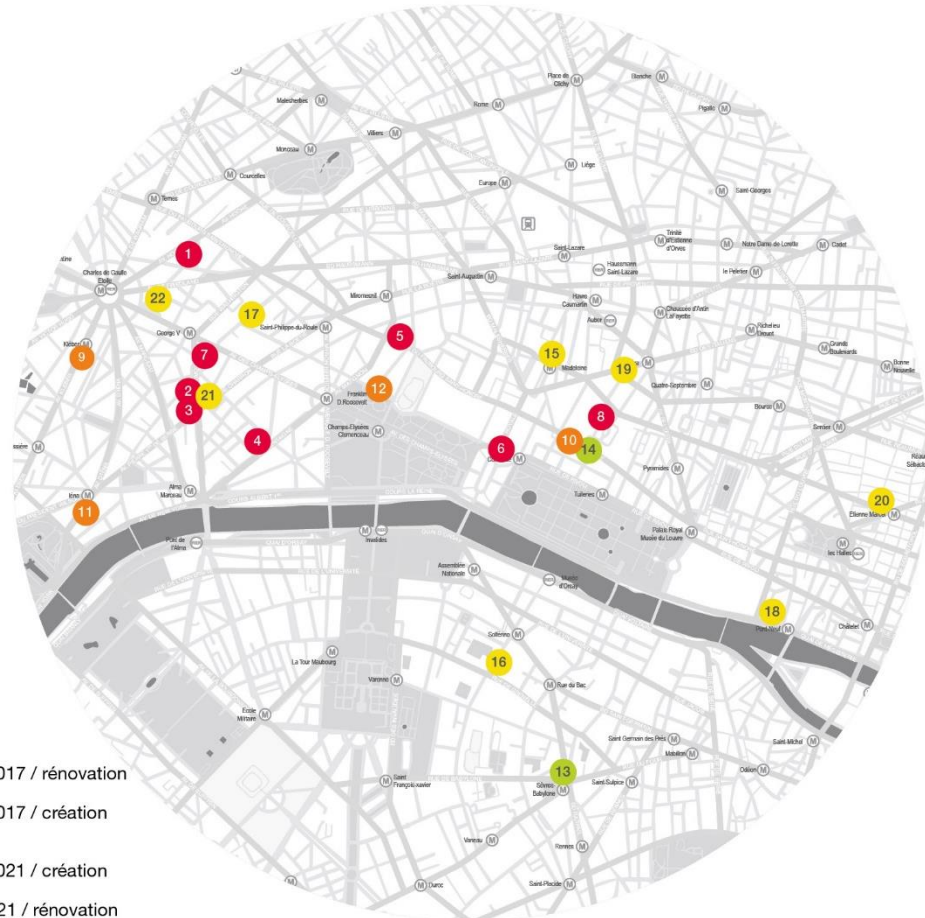 Place de
Clichy
Blanche
Pigalle
Malesherbes
Rome
Villiers
Monceau
Liège
Courcelles
Europe
Saint-Georges
Ternes
Trinité
d'Estienne
d'Orves
Notre Dame de Lorette
Cadet
1
Saint-Lazare
Charles de Gaulle
Etoile
RER
Haussmann
Saint-Lazare
le Peletier
Saint Augustin
22
Miromesnil
Havre
Caumartin
17
Saint-Philippe-du-Roule
Auber
Chaussée d'Antin
LaFayette
George V
5
Richelieu
Drouot
Kléber
9
7
15
Grands
Boulevards
Madeleine
19
Bonne
Nouvelle
2
21
12
Franklin
D.Roosevelt
Quatre-Septembre
3
8
Bourse
Sentier
4
Champs-Elysées
Clemenceau
6
10
14
Pyramides
Iéna
Alma
Marceau
Tuileries
20
Etienne Marcel
11
Pont de
l'Alma
Invalides
Palais Royal
Musée du Louvre
les Halles
Assemblée
Nationale
Musée
d'Orsay
18
Pont Neuf
Châtelet
Solférino
La Tour Maubourg
16
Varenne
Rue du Bac
Ecole
Militaire
Saint Germain des Prés
Mabillon
Saint-Michel
Odéon
017 / rénovation
13
Saint
François-xavier
Sèvres
Babylone
Saint-Sulpice
017 / création
Vaneau
Rennes
021 / création
Duroc
Saint-Placide
21 / rénovation